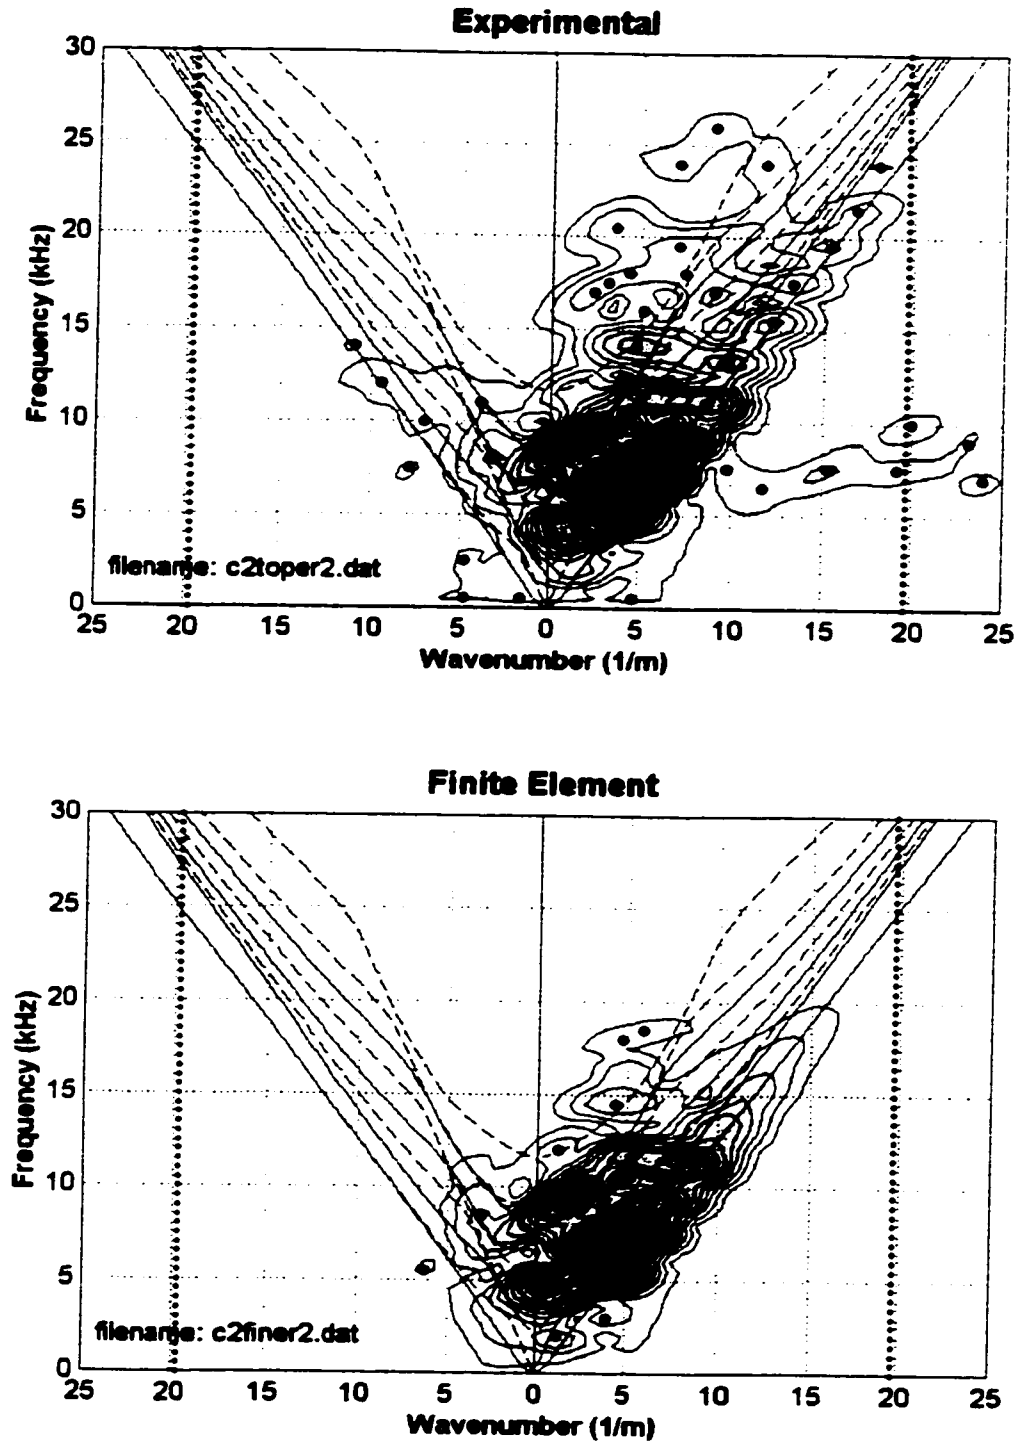 Experimental
30
25
20
15
10
5
0
Frequency (kHz)
filename: c2toper2.dat
25 20 15 10 5 0 5 10 15 20 25
Wavenumber (1/m)
Finite Element
30
25
20
15
10
5
0
Frequency (kHz)
filename: c2finer2.dat
25 20 15 10 5 0 5 10 15 20 25
Wavenumber (1/m)